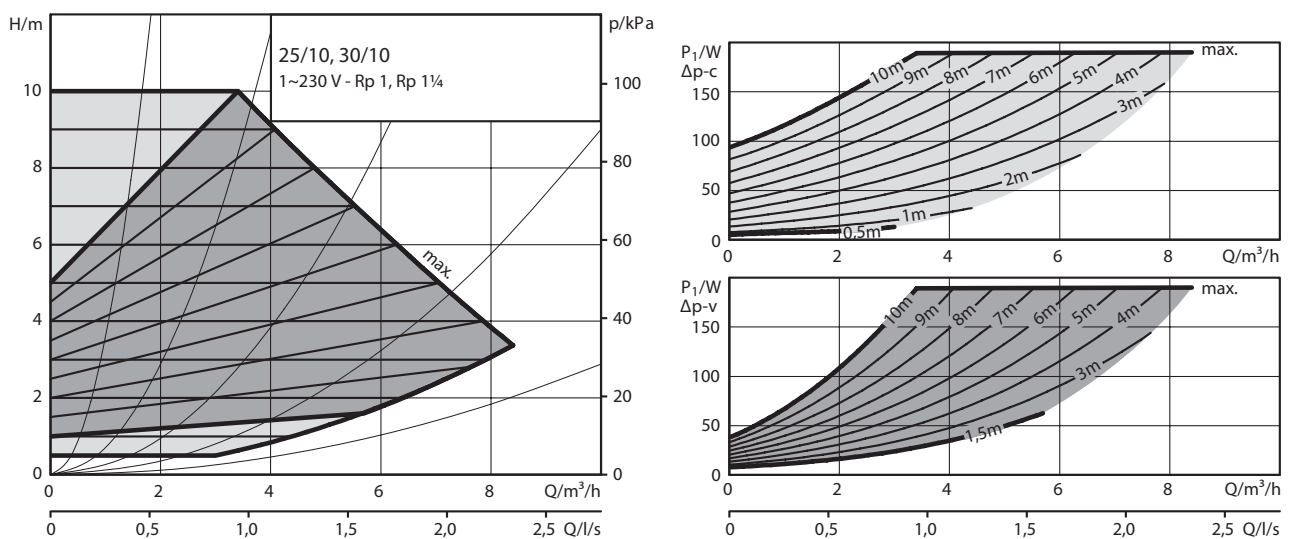 H/m
p/kPa
25/10, 30/10
1~230 V - Rp 1, Rp 1¼
10
8
6
4
2
0
100
80
60
40
20
0
max.
0 2 4 6 8 Q/m³/h
0 0,5 1,0 1,5 2,0 2,5 Q/l/s
P₁/W
Δp-c
150
100
50
0
10m 9m 8m 7m 6m 5m 4m
3m
2m
1m
0,5m
max.
2 4 6 8 Q/m³/h
P₁/W
Δp-v
150
100
50
0
10m 9m 8m 7m 6m 5m 4m
3m
1,5m
max.
0 2 4 6 8 Q/m³/h
0 0,5 1,0 1,5 2,0 2,5 Q/l/s